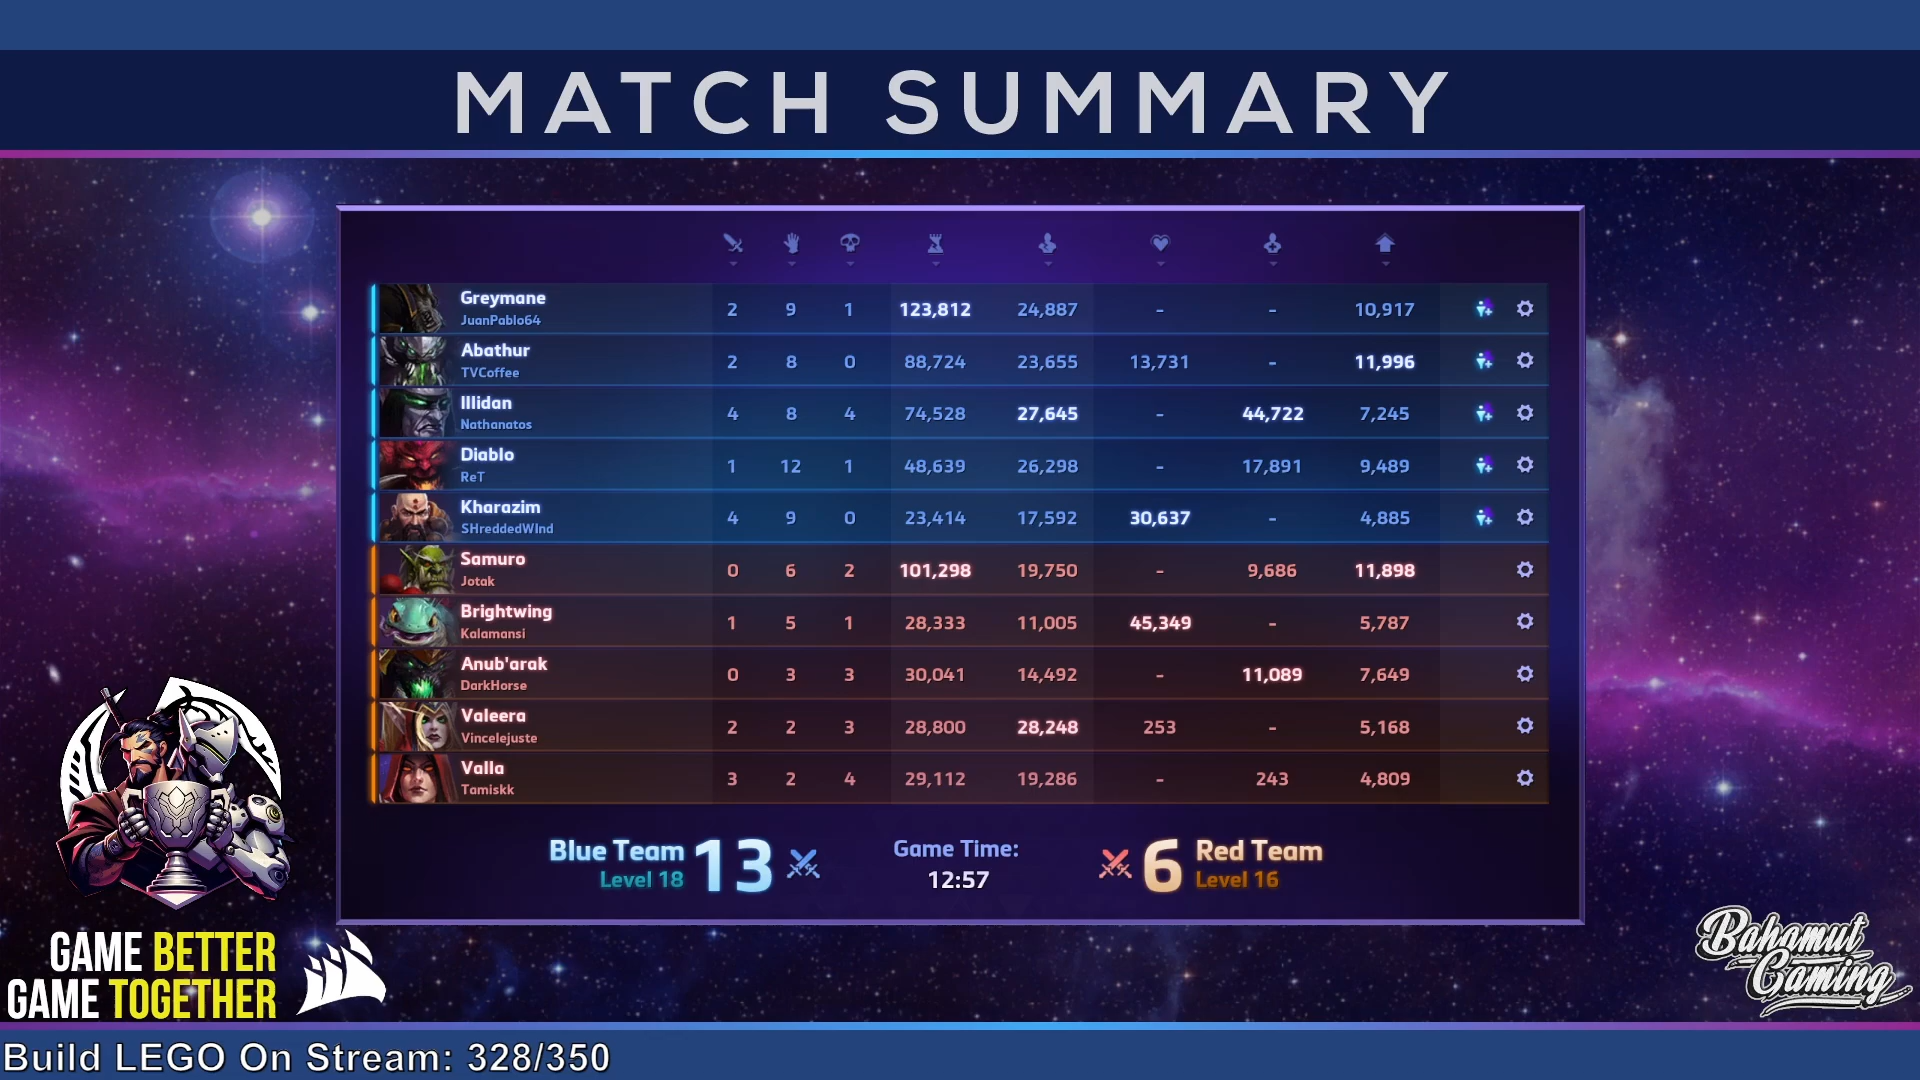 MATCH SUMMARY
Greymane
JuanPablo64
2 9 1 123,812 24,887 - - 10,917
Abathur
TVCoffee
2 8 0 88,724 23,655 13,731 - 11,996
Illidan
Nathanatos
4 8 4 74,528 27,645 - 44,722 7,245
Diablo
ReT
1 12 1 48,639 26,298 - 17,891 9,489
Kharazim
SHreddedWInd
4 9 0 23,414 17,592 30,637 - 4,885
Samuro
Jotak
0 6 2 101,298 19,750 - 9,686 11,898
Brightwing
Kalamansi
1 5 1 28,333 11,005 45,349 - 5,787
Anub'arak
DarkHorse
0 3 3 30,041 14,492 - 11,089 7,649
Valeera
Vincelejuste
2 2 3 28,800 28,248 253 - 5,168
Valla
Tamiskk
3 2 4 29,112 19,286 - 243 4,809
Blue Team
Level 18
13
Game Time:
12:57
6
Red Team
Level 16
GAME BETTER
GAME TOGETHER
Bahamut
Gaming
Build LEGO On Stream: 328/350